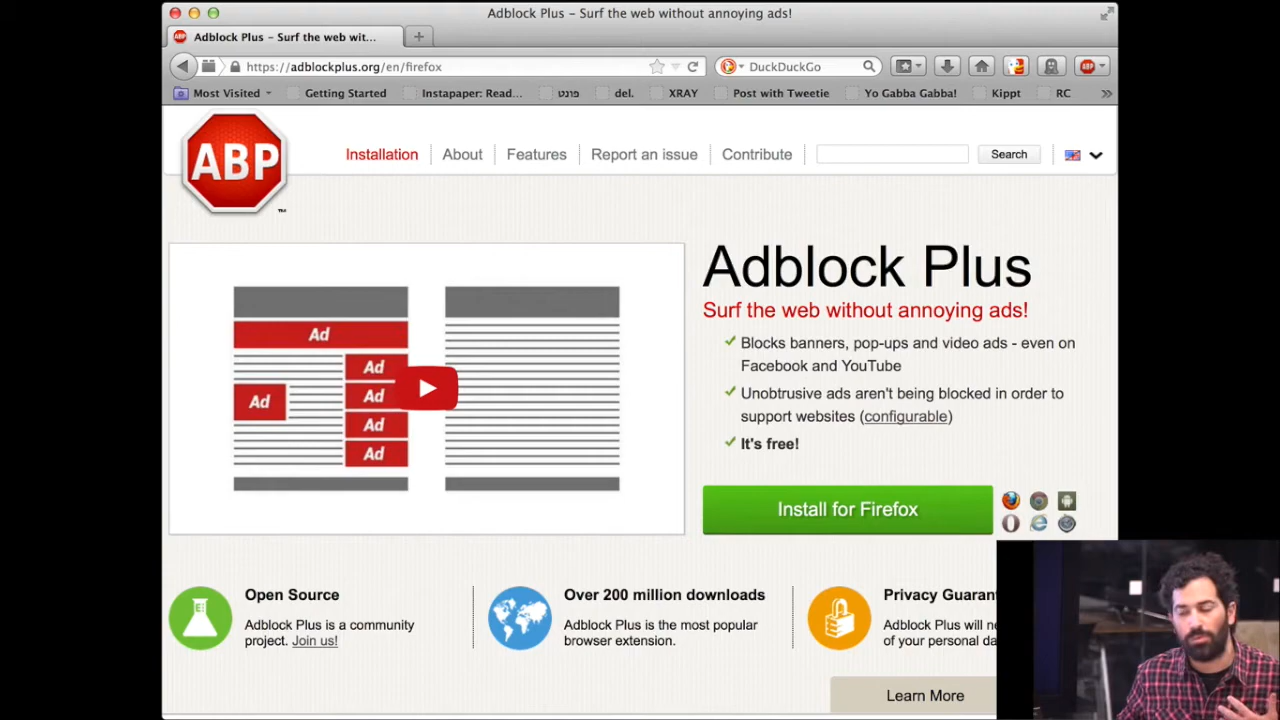 Adblock Plus – Surf the web without annoying ads!
Adblock Plus – Surf the web wit...
https://adblockplus.org/en/firefox
DuckDuckGo
ABP
Most Visited
Getting Started
Instapaper: Read...
פונט
del.
XRAY
Post with Tweetie
Yo Gabba Gabba!
Kippt
RC
ABP
™
Installation
About
Features
Report an issue
Contribute
Search
Ad
Ad
Ad
Ad
Ad
Ad
Adblock Plus
Surf the web without annoying ads!
Blocks banners, pop-ups and video ads - even on
Facebook and YouTube
Unobtrusive ads aren't being blocked in order to
support websites (configurable)
It's free!
Install for Firefox
Open Source
Adblock Plus is a community
project. Join us!
Over 200 million downloads
Adblock Plus is the most popular
browser extension.
Privacy Guaran
Adblock Plus will ne
of your personal da
Learn More